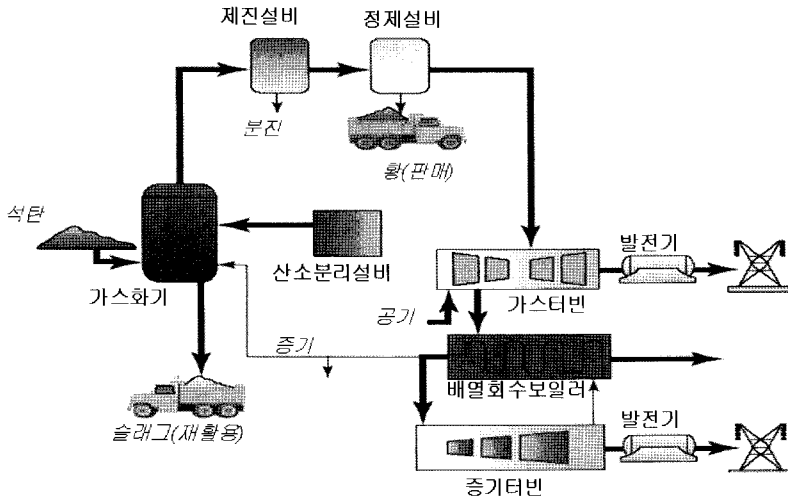 제진설비
정제설비
분진
황(판매)
석탄
가스화기
산소분리설비
발전기
가스터빈
공기
증기
배열회수보일러
슬래그(재활용)
발전기
증기터빈